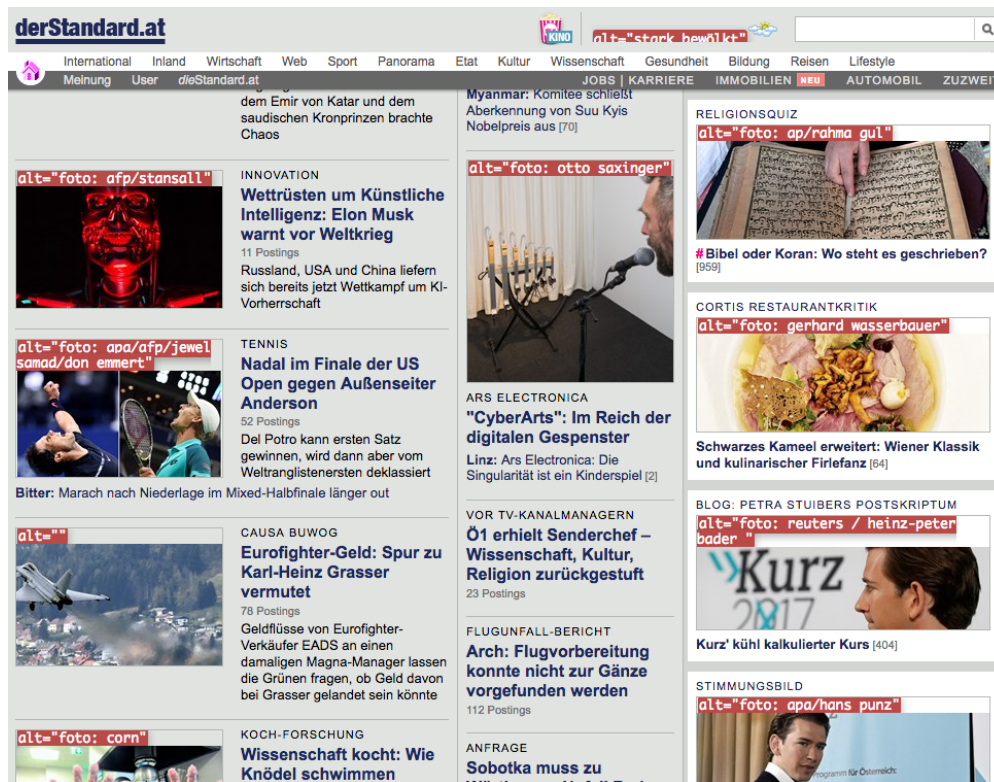 derStandard.at
KINO
alt="stark bewölkt"
International Inland Wirtschaft Web Sport Panorama Etat Kultur Wissenschaft Gesundheit Bildung Reisen Lifestyle
Meinung User dieStandard.at JOBS | KARRIERE IMMOBILIEN NEU AUTOMOBIL ZUZWEI
dem Emir von Katar und dem
saudischen Kronprinzen brachte
Chaos
alt="foto: afp/stansall"
INNOVATION
Wettrüsten um Künstliche
Intelligenz: Elon Musk
warnt vor Weltkrieg
11 Postings
Russland, USA und China liefern
sich bereits jetzt Wettkampf um KI-
Vorherrschaft
alt="foto: apa/afp/jewel
samad/don emmert"
TENNIS
Nadal im Finale der US
Open gegen Außenseiter
Anderson
52 Postings
Del Potro kann ersten Satz
gewinnen, wird dann aber vom
Weltranglistenersten deklassiert
Bitter: Marach nach Niederlage im Mixed-Halbfinale länger out
alt=""
CAUSA BUWOG
Eurofighter-Geld: Spur zu
Karl-Heinz Grasser
vermutet
78 Postings
Geldflüsse von Eurofighter-
Verkäufer EADS an einen
damaligen Magna-Manager lassen
die Grünen fragen, ob Geld davon
bei Grasser gelandet sein könnte
alt="foto: corn"
KOCH-FORSCHUNG
Wissenschaft kocht: Wie
Knödel schwimmen
Myanmar: Komitee schließt
Aberkennung von Suu Kyis
Nobelpreis aus [70]
alt="foto: otto saxinger"
ARS ELECTRONICA
"CyberArts": Im Reich der
digitalen Gespenster
Linz: Ars Electronica: Die
Singularität ist ein Kinderspiel [2]
VOR TV-KANALMANAGERN
Ö1 erhielt Senderchef –
Wissenschaft, Kultur,
Religion zurückgestuft
23 Postings
FLUGUNFALL-BERICHT
Arch: Flugvorbereitung
konnte nicht zur Gänze
vorgefunden werden
112 Postings
ANFRAGE
Sobotka muss zu
RELIGIONSQUIZ
alt="foto: ap/rahma gul"
#Bibel oder Koran: Wo steht es geschrieben?
[959]
CORTIS RESTAURANTKRITIK
alt="foto: gerhard wasserbauer"
Schwarzes Kameel erweitert: Wiener Klassik
und kulinarischer Firlefanz [64]
BLOG: PETRA STUIBERS POSTSKRIPTUM
alt="foto: reuters / heinz-peter
bader "
Kurz
2017
Kurz' kühl kalkulierter Kurs [404]
STIMMUNGSBILD
alt="foto: apa/hans punz"
Programm für Österreich: